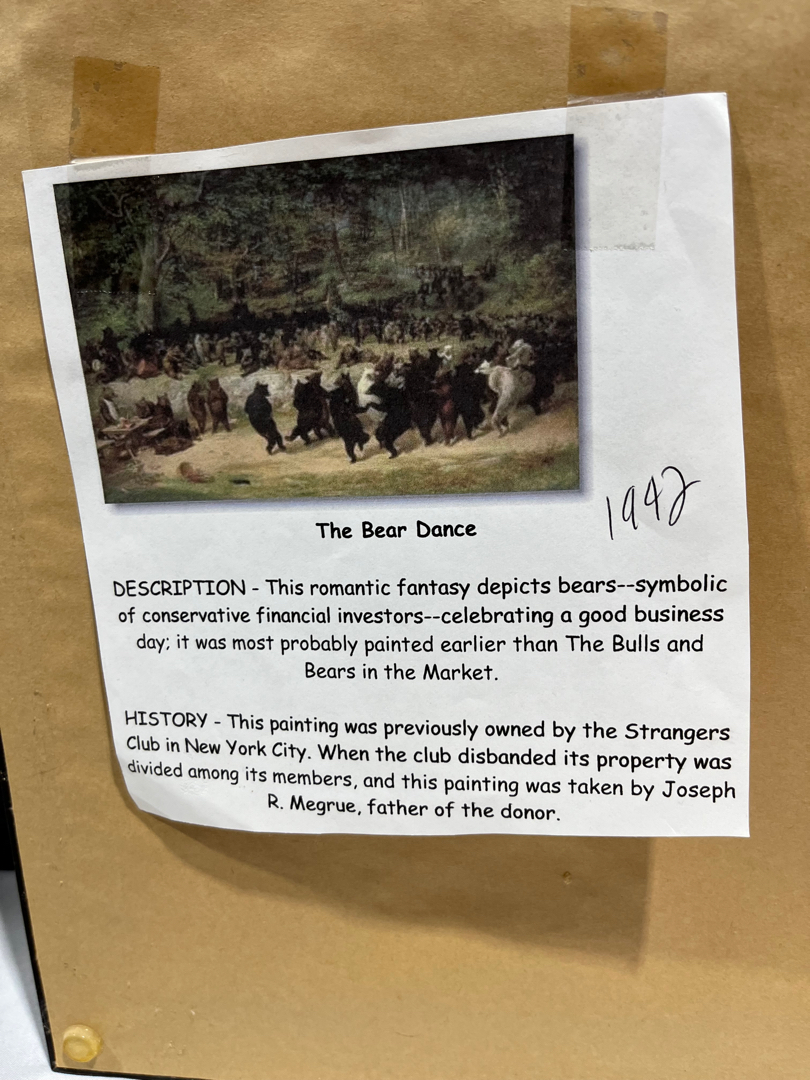 1942
The Bear Dance
DESCRIPTION - This romantic fantasy depicts bears--symbolic
of conservative financial investors--celebrating a good business
day; it was most probably painted earlier than The Bulls and
Bears in the Market.
HISTORY - This painting was previously owned by the Strangers
Club in New York City. When the club disbanded its property was
divided among its members, and this painting was taken by Joseph
R. Megrue, father of the donor.